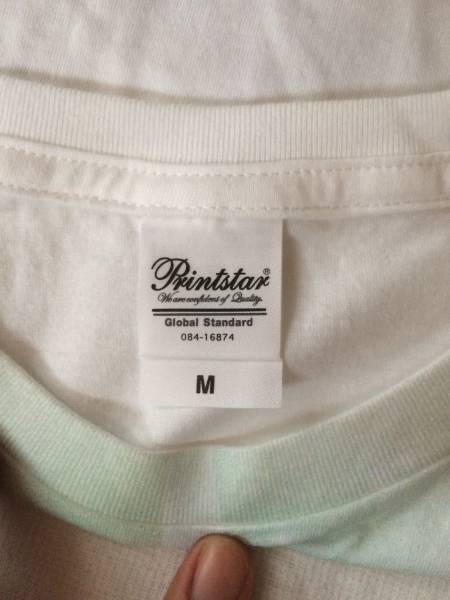 Printstar®
We are confident of Quality.
Global Standard
084-16874
M